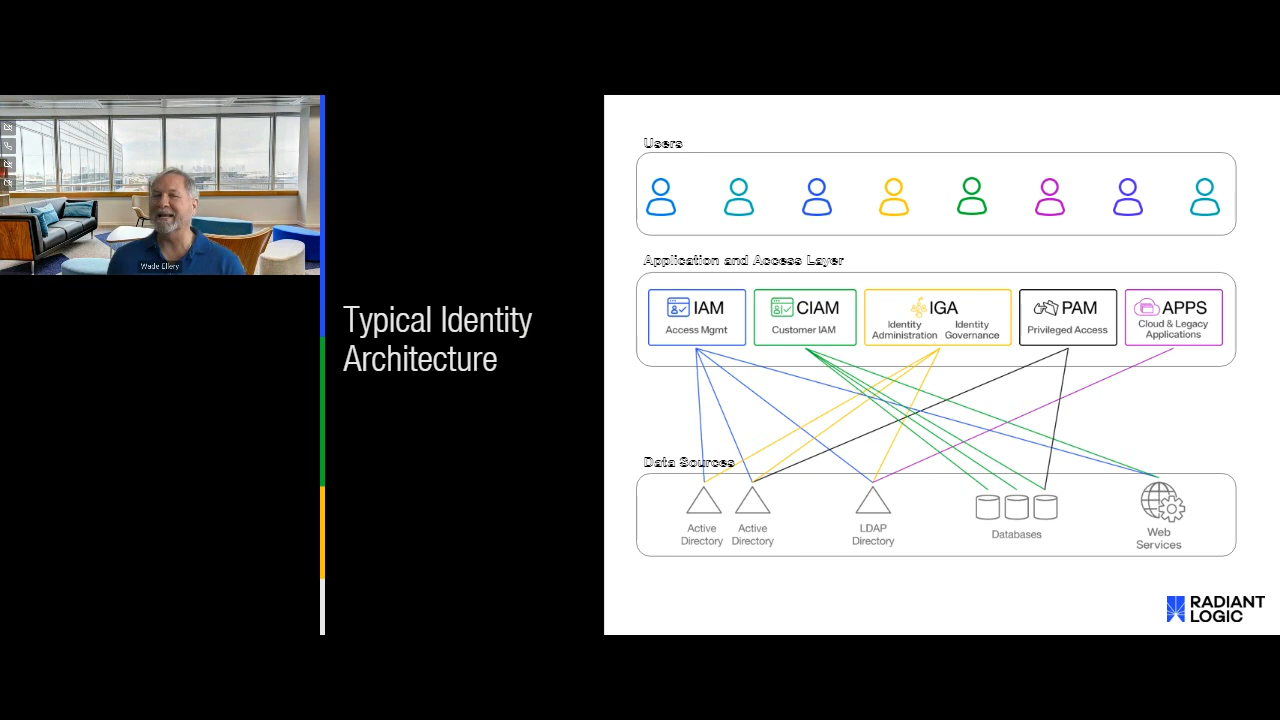 Wade Ellery
Typical Identity
Architecture
Users
Application and Access Layer
IAM
Access Mgmt
CIAM
Customer IAM
IGA
Identity Administration
Identity Governance
PAM
Privileged Access
APPS
Cloud & Legacy
Applications
Data Sources
Active
Directory
Active
Directory
LDAP
Directory
Databases
Web
Services
RADIANT
LOGIC